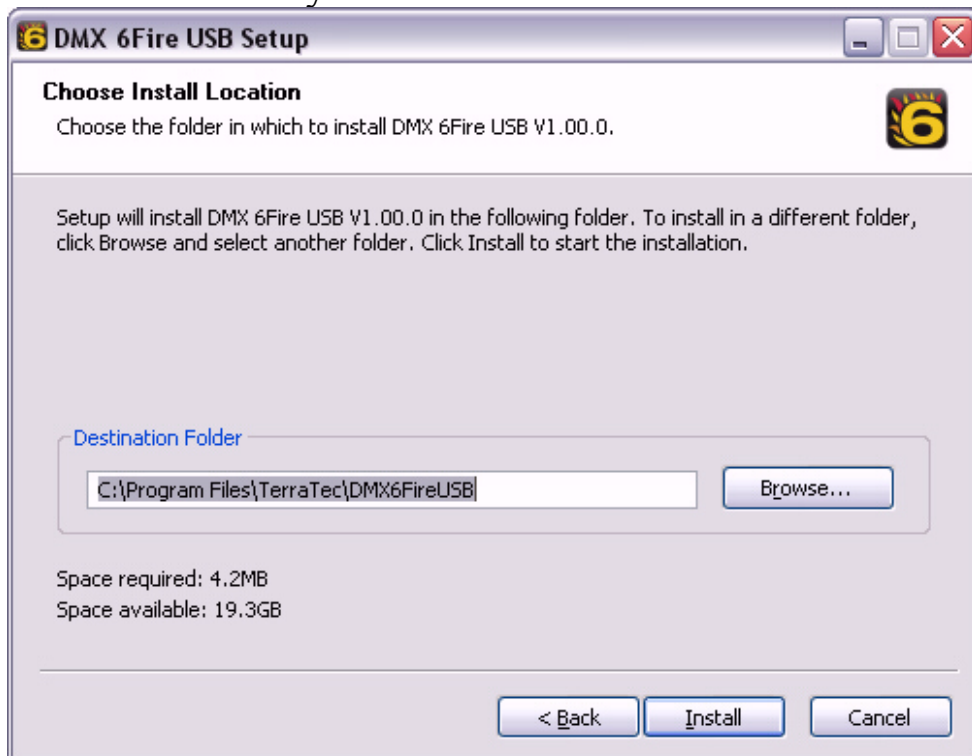 DMX 6Fire USB Setup
Choose Install Location
Choose the folder in which to install DMX 6Fire USB V1.00.0.
6
Setup will install DMX 6Fire USB V1.00.0 in the following folder. To install in a different folder,
click Browse and select another folder. Click Install to start the installation.
Destination Folder
C:\Program Files\TerraTec\DMX6FireUSB
Browse...
Space required: 4.2MB
Space available: 19.3GB
< Back
Install
Cancel